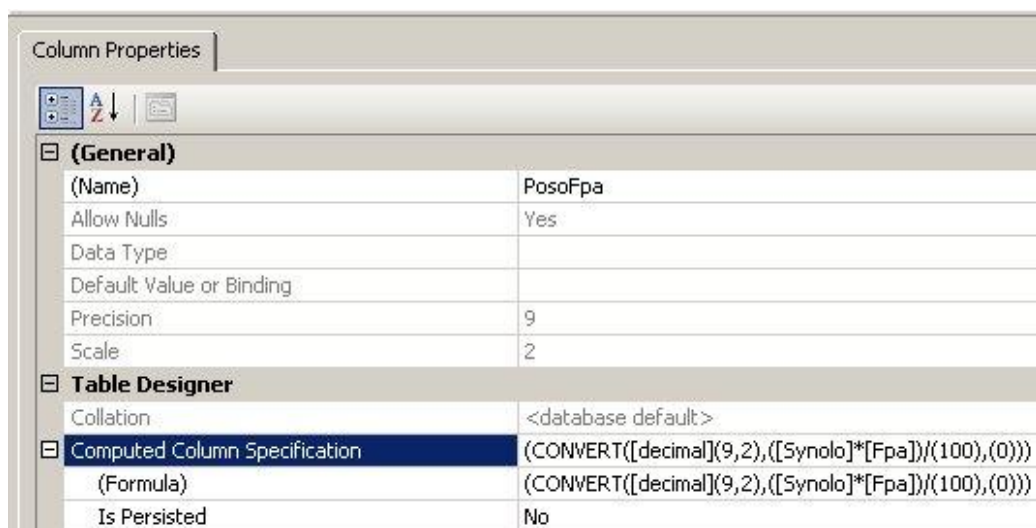 Column Properties
(General)
(Name) PosoFpa
Allow Nulls Yes
Data Type
Default Value or Binding
Precision 9
Scale 2
Table Designer
Collation <database default>
Computed Column Specification (CONVERT([decimal](9,2),([Synolo]*[Fpa])/(100),(0)))
(Formula) (CONVERT([decimal](9,2),([Synolo]*[Fpa])/(100),(0)))
Is Persisted No